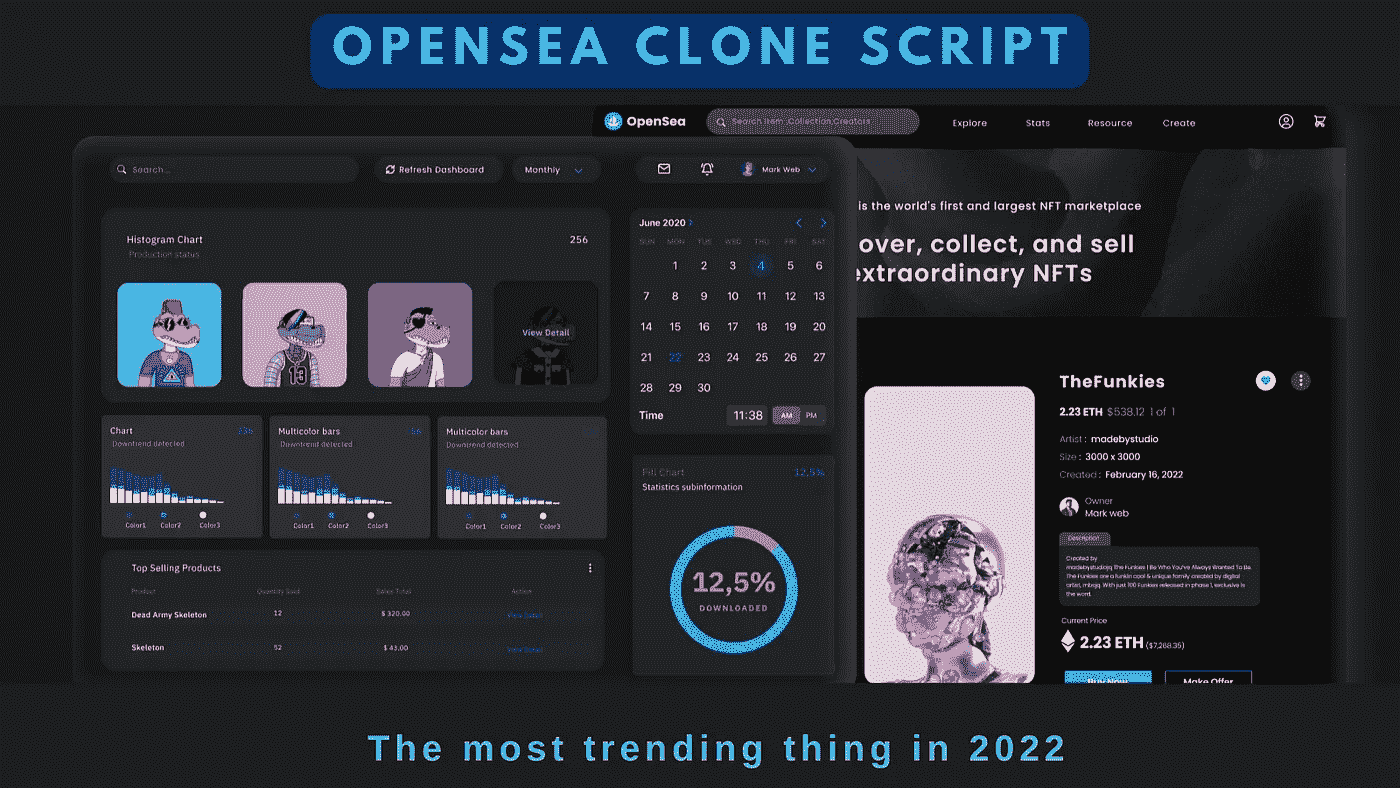 OPENSEA CLONE SCRIPT
OpenSea
Search Item ,Collection,Creators
Explore
Stats
Resource
Create
Search...
Refresh Dashboard
Monthly
Mark Web
Histogram Chart
256
Production status
View Detail
13
June 2020
SUN MON TUE WED THU FRI SAT
1 2 3 4 5 6
7 8 9 10 11 12 13
14 15 16 17 18 19 20
21 22 23 24 25 26 27
28 29 30
Time
11:38
AM
PM
Chart
Downtrend detected
Color1 Color2 Color3
Multicolor bars
Downtrend detected
Color1 Color2 Color3
Multicolor bars
Downtrend detected
Color1 Color2 Color3
Top Selling Products
Product Quantity Sold Sales Total Action
Dead Army Skeleton 12 $ 320.00 View Detail
Skeleton 52 $ 43.00 View Detail
Fill Chart 12,5%
Statistics subinformation
12,5%
DOWNLOADED
is the world's first and largest NFT marketplace
over, collect, and sell
extraordinary NFTs
TheFunkies
2.23 ETH $538.12 1 of 1
Artist : madebystudio
Size : 3000 x 3000
Created : February 16, 2022
Owner
Mark web
Description
Created by
The Funkies ! Be Who You've Always Wanted To Be.
The Funkies are a funkin cool & unique family created by digital
With just 100 Funkies released in phase 1, exclusive is
the word.
Current Price
2.23 ETH ($7,268.35)
Buy Now
Make Offer
The most trending thing in 2022